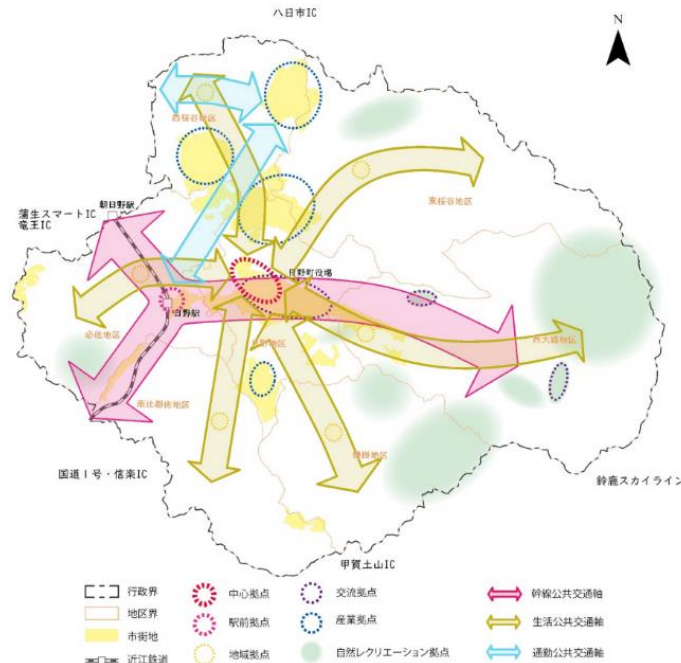 八日市IC
N
西桜谷地区
朝日野駅
蒲生スマートIC
竜王IC
東桜谷地区
日野町役場
日野駅
必佐地区
日野地区
西大路地区
南比都佐地区
鎌掛地区
国道1号・信楽IC
鈴鹿スカイライン
甲賀土山IC
行政界
中心拠点
交流拠点
幹線公共交通軸
地区界
駅前拠点
産業拠点
生活公共交通軸
市街地
近江鉄道
地域拠点
自然レクリエーション拠点
通勤公共交通軸